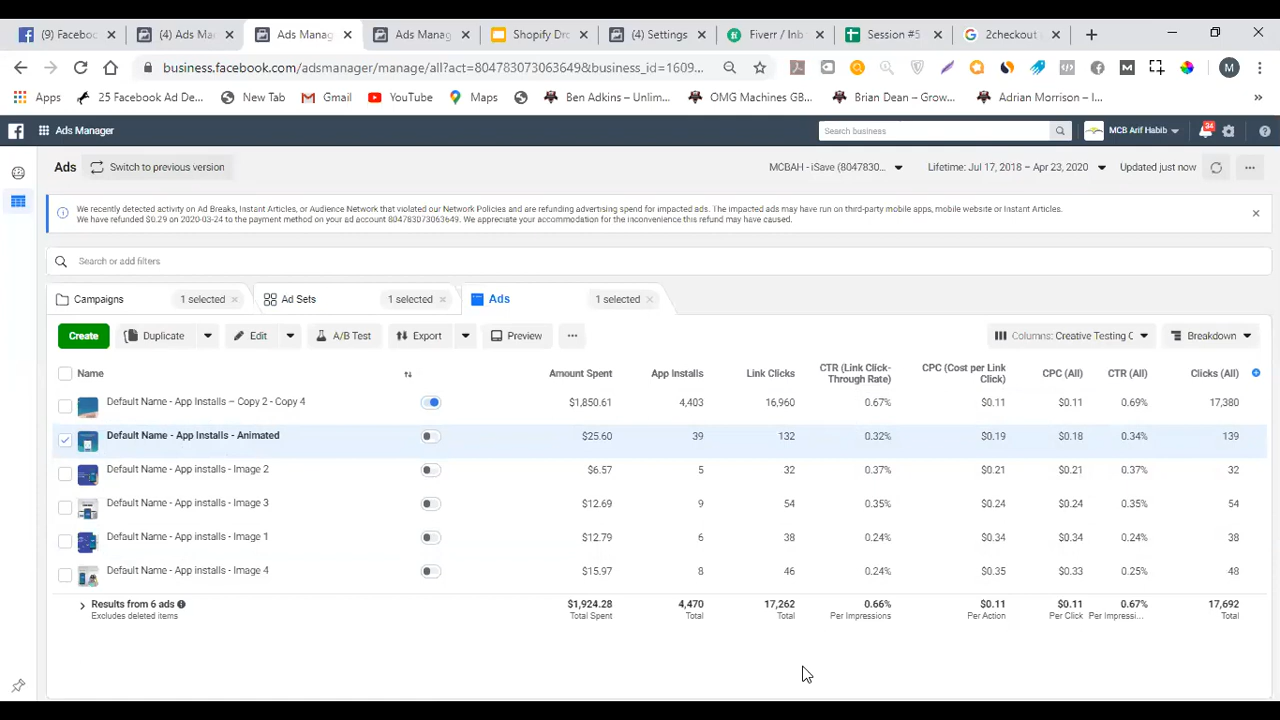 (9) Faceboo
(4) Ads Ma
Ads Manag
Ads Manag
Shopify Dro
(4) Settings
Fiverr / Inb
Session #5
2checkout a
business.facebook.com/adsmanager/manage/all?act=804783073063649&business_id=1609...
M
Apps
25 Facebook Ad De...
New Tab
Gmail
YouTube
Maps
Ben Adkins – Unlim...
OMG Machines GB...
Brian Dean – Grow...
Adrian Morrison – I...
»
Ads Manager
Search business
MCB Arif Habib
34
Ads
Switch to previous version
MCBAH - iSave (8047830...
Lifetime: Jul 17, 2018 – Apr 23, 2020
Updated just now
We recently detected activity on Ad Breaks, Instant Articles, or Audience Network that violated our Network Policies and are refunding advertising spend for impacted ads. The impacted ads may have run on third-party mobile apps, mobile website or Instant Articles.
We have refunded $0.29 on 2020-03-24 to the payment method on your ad account 804783073063649. We appreciate your accommodation for the inconvenience this refund may have caused.
Search or add filters
Campaigns 1 selected
Ad Sets 1 selected
Ads 1 selected
Create Duplicate Edit A/B Test Export Preview Columns: Creative Testing C Breakdown
Name Amount Spent App Installs Link Clicks CTR (Link Click-Through Rate) CPC (Cost per Link Click) CPC (All) CTR (All) Clicks (All)
Default Name - App Installs – Copy 2 - Copy 4 $1,850.61 4,403 16,960 0.67% $0.11 $0.11 0.69% 17,380
Default Name - App Installs - Animated $25.60 39 132 0.32% $0.19 $0.18 0.34% 139
Default Name - App installs - Image 2 $6.57 5 32 0.37% $0.21 $0.21 0.37% 32
Default Name - App installs - Image 3 $12.69 9 54 0.35% $0.24 $0.24 0.35% 54
Default Name - App installs - Image 1 $12.79 6 38 0.24% $0.34 $0.34 0.24% 38
Default Name - App installs - Image 4 $15.97 8 46 0.24% $0.35 $0.33 0.25% 48
Results from 6 ads $1,924.28 4,470 17,262 0.66% $0.11 $0.11 0.67% 17,692
Excludes deleted items Total Spent Total Total Per Impressions Per Action Per Click Per Impressi... Total